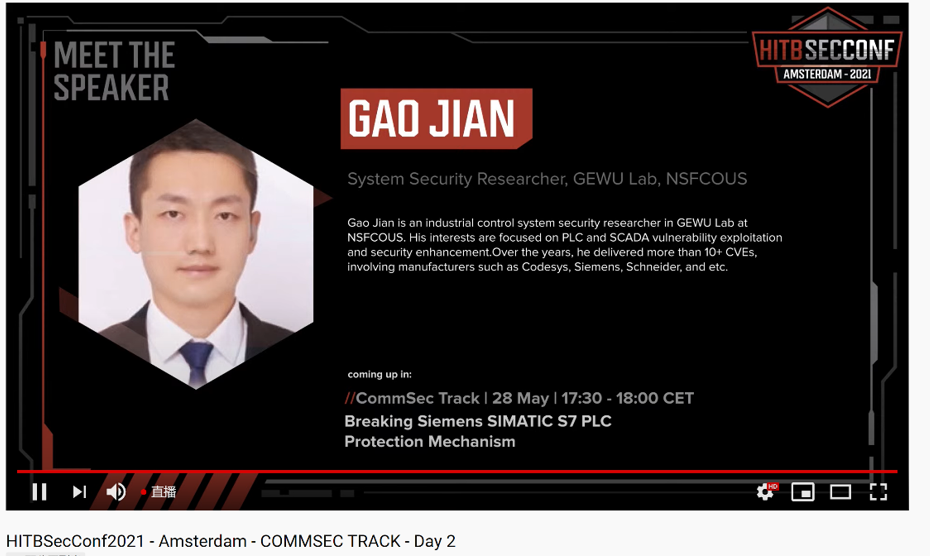 MEET THE
SPEAKER
HITBSECCONF
AMSTERDAM - 2021
GAO JIAN
System Security Researcher, GEWU Lab, NSFCOUS
Gao Jian is an industrial control system security researcher in GEWU Lab at
NSFCOUS. His interests are focused on PLC and SCADA vulnerability exploitation
and security enhancement.Over the years, he delivered more than 10+ CVEs,
involving manufacturers such as Codesys, Siemens, Schneider, and etc.
coming up in:
//CommSec Track | 28 May | 17:30 - 18:00 CET
Breaking Siemens SIMATIC S7 PLC
Protection Mechanism
直播
HD
HITBSecConf2021 - Amsterdam - COMMSEC TRACK - Day 2